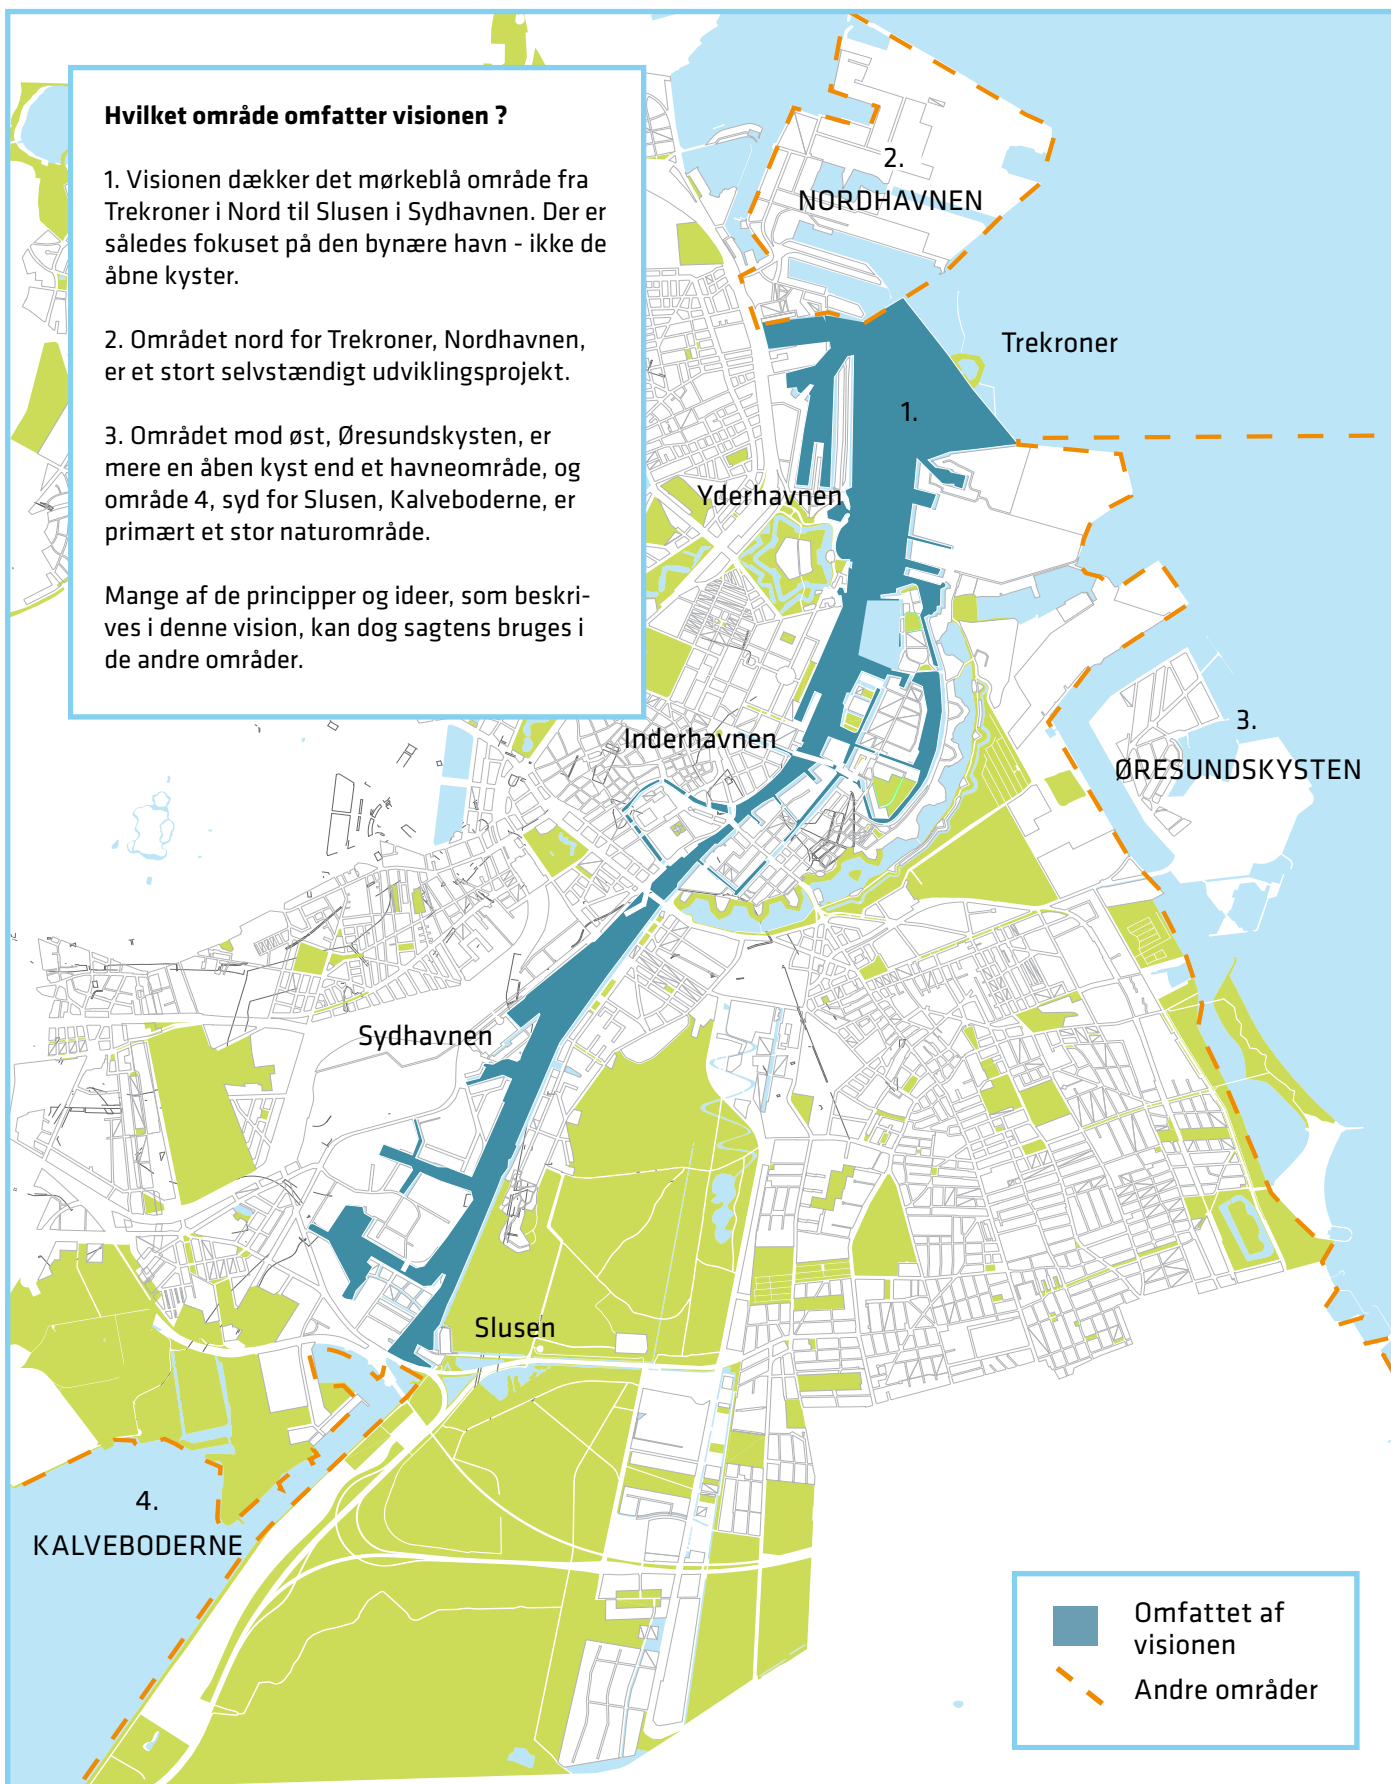 Hvilket område omfatter visionen ?
1. Visionen dækker det mørkeblå område fra
Trekroner i Nord til Slusen i Sydhavnen. Der er
således fokuset på den bynære havn - ikke de
åbne kyster.
2. Området nord for Trekroner, Nordhavnen,
er et stort selvstændigt udviklingsprojekt.
3. Området mod øst, Øresundskysten, er
mere en åben kyst end et havneområde, og
område 4, syd for Slusen, Kalveboderne, er
primært et stor naturområde.
Mange af de principper og ideer, som beskri-
ves i denne vision, kan dog sagtens bruges i
de andre områder.
2.
NORDHAVNEN
Trekroner
1.
Yderhavnen
Inderhavnen
3.
ØRESUNDSKYSTEN
Sydhavnen
Slusen
4.
KALVEBODERNE
Omfattet af
visionen
Andre områder